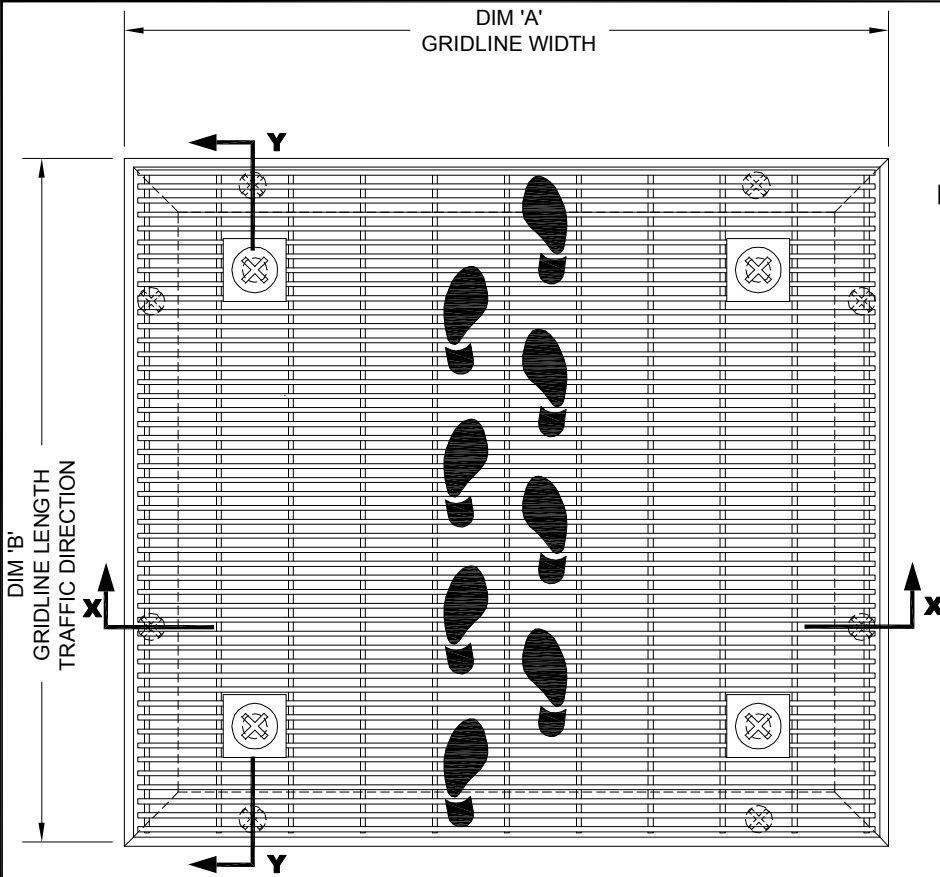 DIM 'A'
GRIDLINE WIDTH
Y
DIM 'B'
GRIDLINE LENGTH
TRAFFIC DIRECTION
X
X
Y